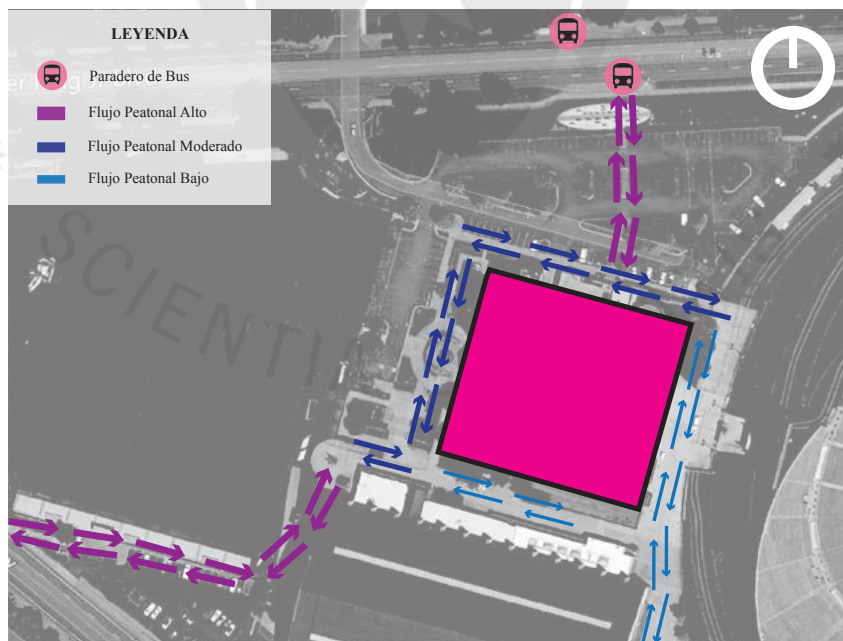 LEYENDA
Paradero de Bus
Flujo Peatonal Alto
Flujo Peatonal Moderado
Flujo Peatonal Bajo
SCIENTI